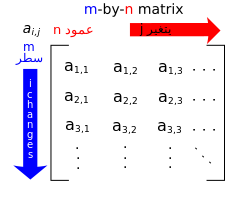 m-by-n matrix
a i,j n عمود j يتغير
m
سطر
i changes
a1,1 a1,2 a1,3 . . .
a2,1 a2,2 a2,3 . . .
a3,1 a3,2 a3,3 . . .